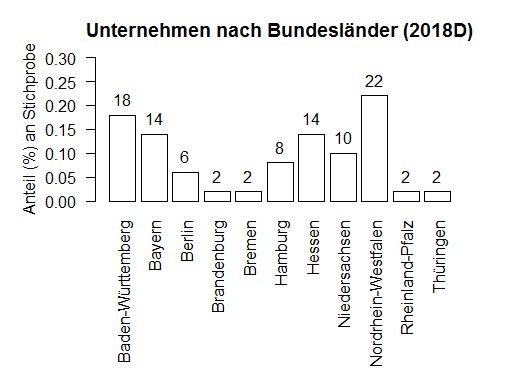 Unternehmen nach Bundesländer (2018D)
Anteil (%) an Stichprobe
0.30
0.25
0.20
0.15
0.10
0.05
0.00
18
14
6
2
2
8
14
10
22
2
2
Baden-Württemberg
Bayern
Berlin
Brandenburg
Bremen
Hamburg
Hessen
Niedersachsen
Nordrhein-Westfalen
Rheinland-Pfalz
Thüringen